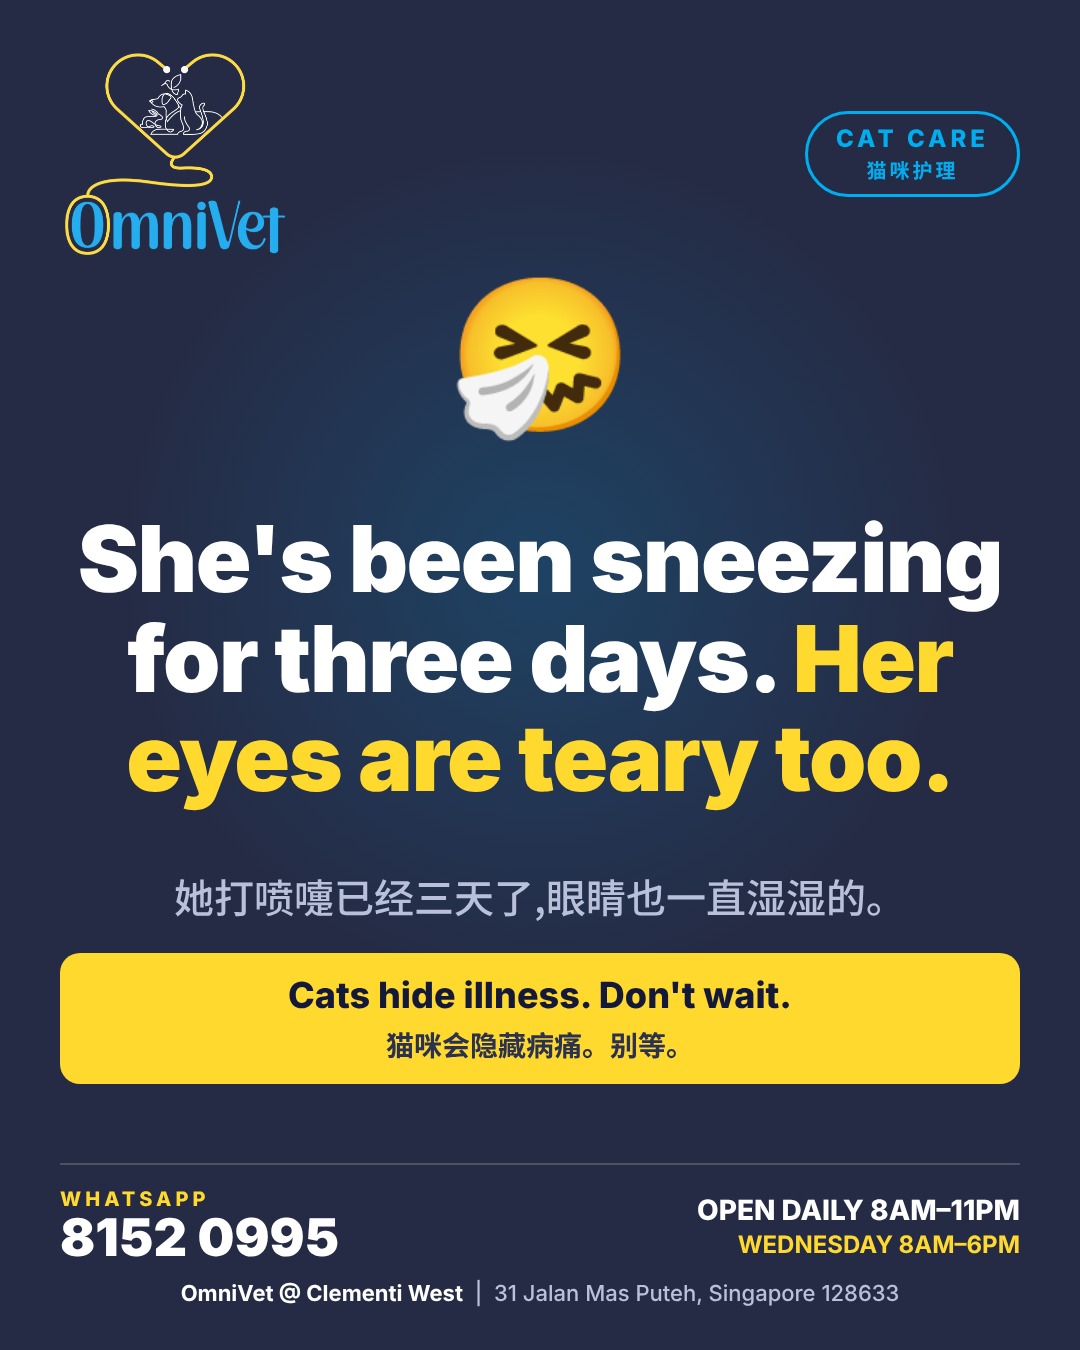 OmniVet
CAT CARE
猫咪护理
She's been sneezing
for three days. Her
eyes are teary too.
她打喷嚏已经三天了,眼睛也一直湿湿的。
Cats hide illness. Don't wait.
猫咪会隐藏病痛。别等。
WHATSAPP
8152 0995
OPEN DAILY 8AM–11PM
WEDNESDAY 8AM–6PM
OmniVet @ Clementi West | 31 Jalan Mas Puteh, Singapore 128633